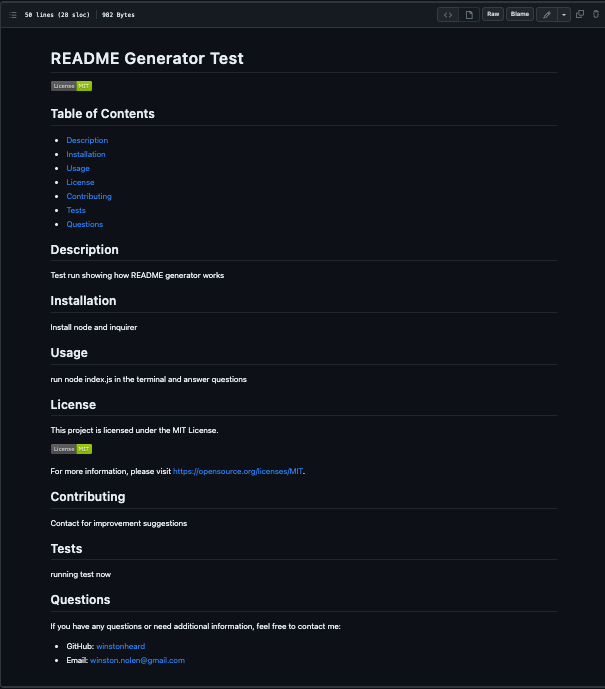 50 lines (28 sloc) 982 Bytes Raw Blame
README Generator Test
License MIT
Table of Contents
Description
Installation
Usage
License
Contributing
Tests
Questions
Description
Test run showing how README generator works
Installation
Install node and inquirer
Usage
run node index.js in the terminal and answer questions
License
This project is licensed under the MIT License.
License MIT
For more information, please visit https://opensource.org/licenses/MIT.
Contributing
Contact for improvement suggestions
Tests
running test now
Questions
If you have any questions or need additional information, feel free to contact me:
GitHub: winstonheard
Email: winston.nolen@gmail.com